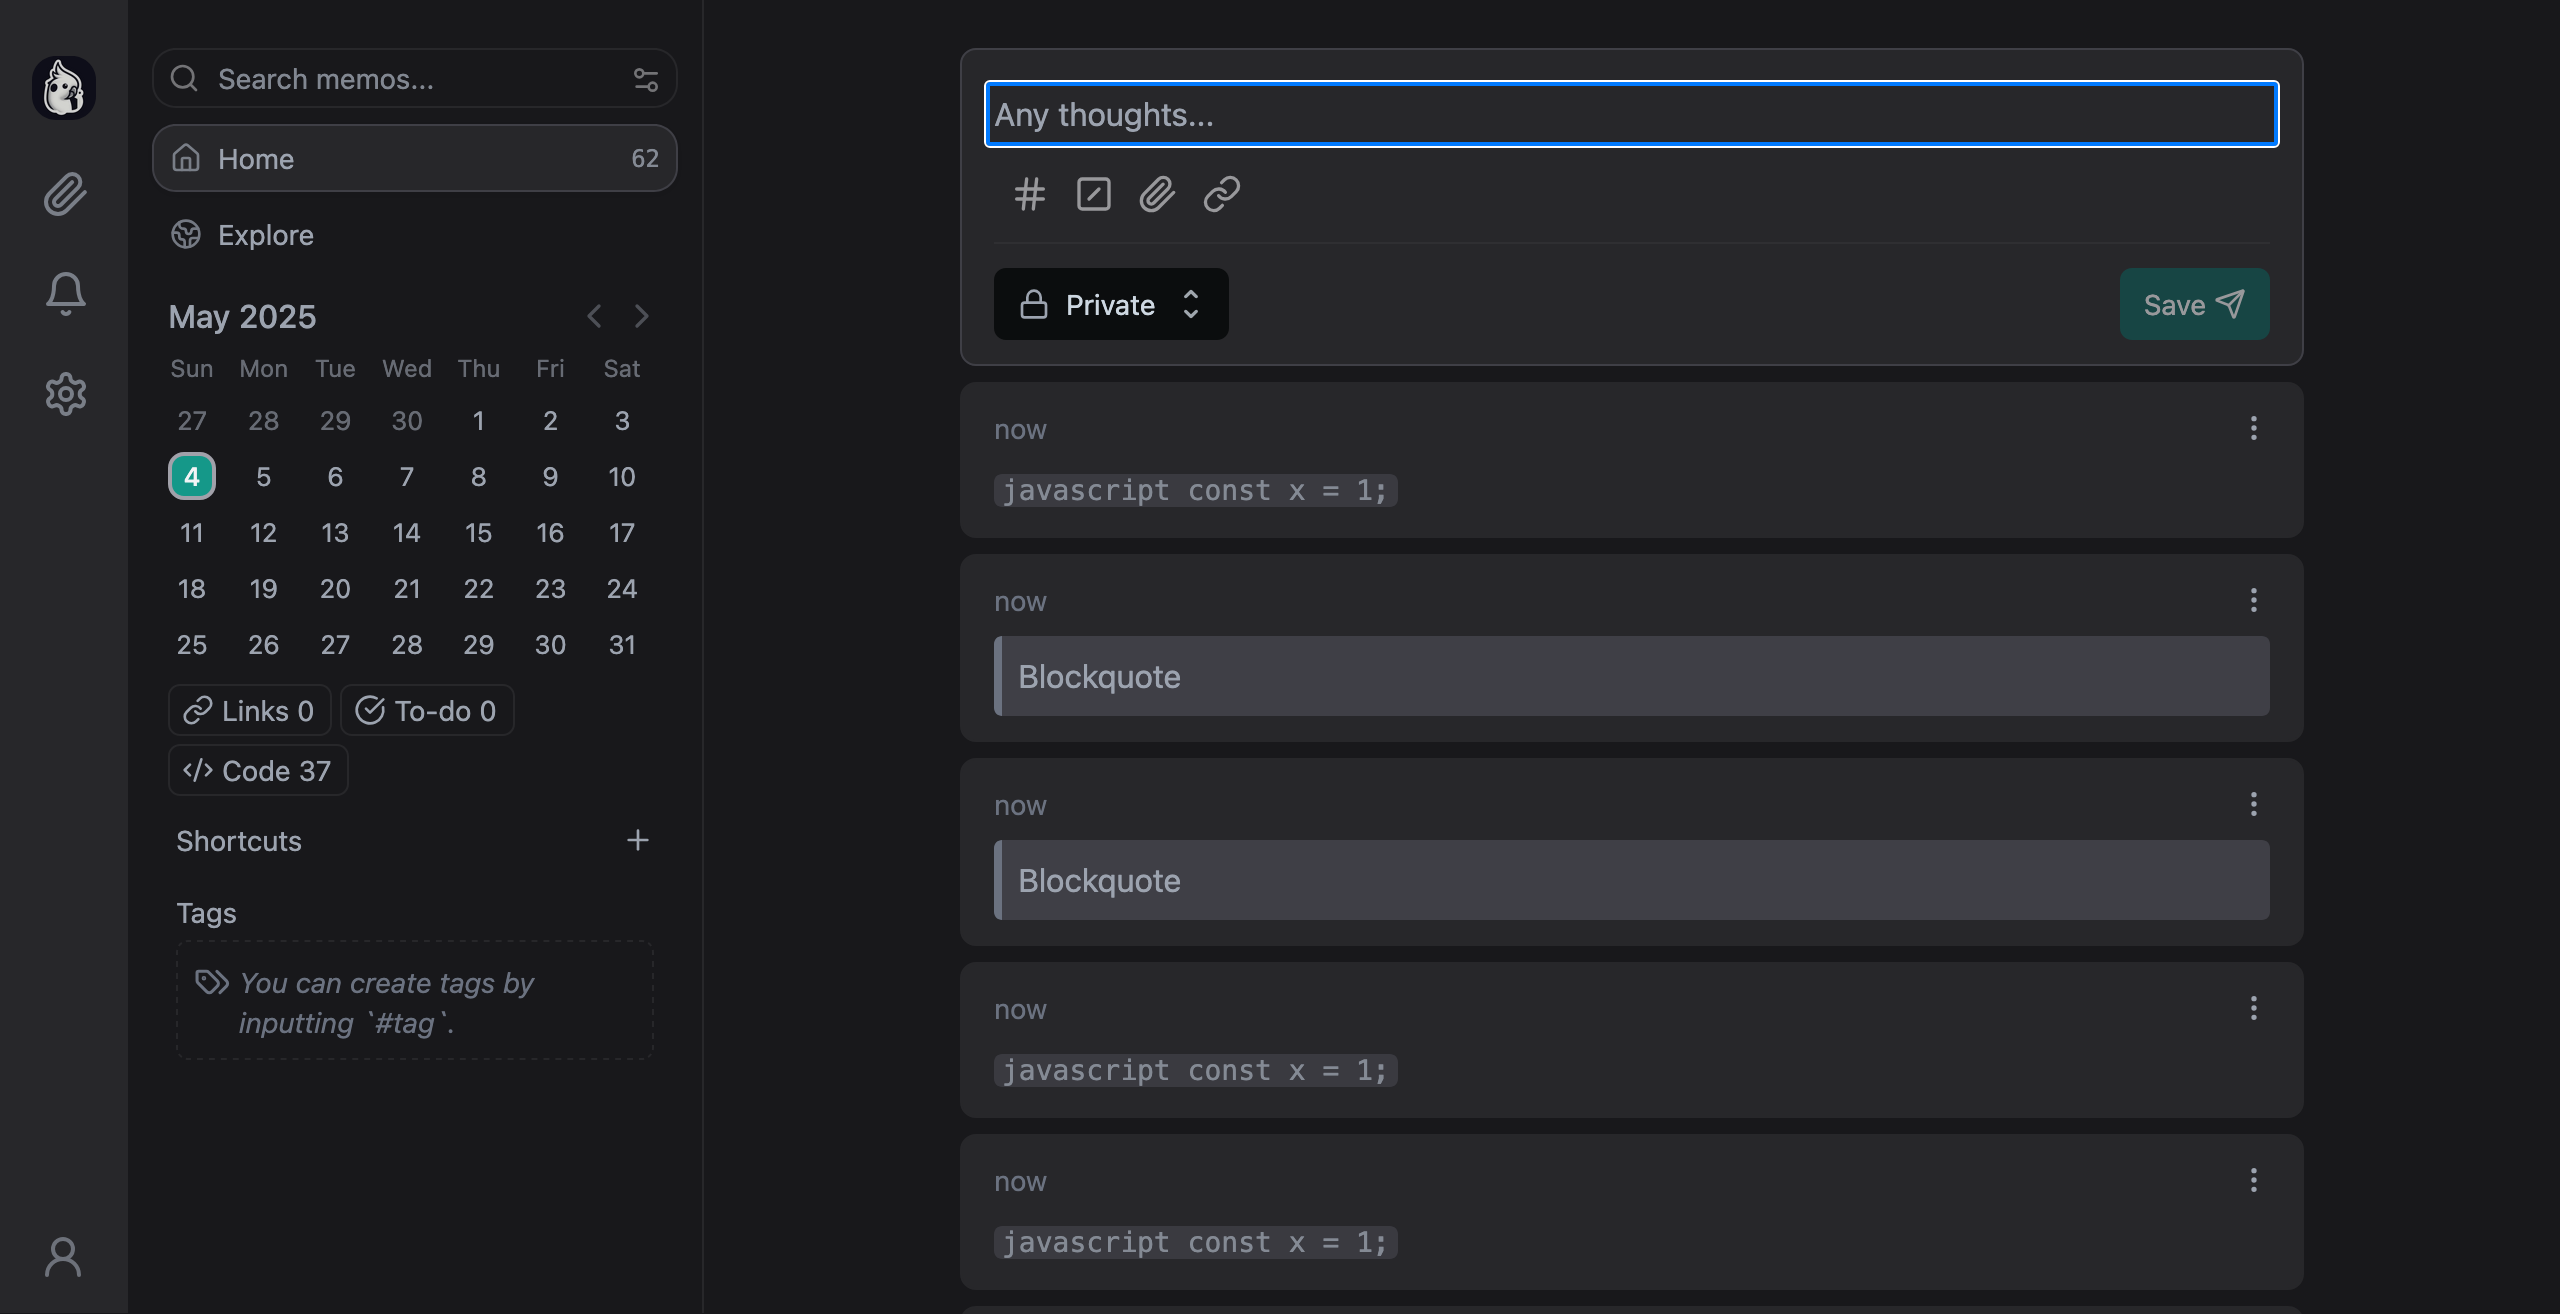 Search memos...
Home 62
Explore
May 2025
Sun Mon Tue Wed Thu Fri Sat
27 28 29 30 1 2 3
4 5 6 7 8 9 10
11 12 13 14 15 16 17
18 19 20 21 22 23 24
25 26 27 28 29 30 31
Links 0 To-do 0
</> Code 37
Shortcuts
Tags
You can create tags by
inputting `#tag`.
Any thoughts...
Private
Save
now
javascript const x = 1;
now
Blockquote
now
Blockquote
now
javascript const x = 1;
now
javascript const x = 1;